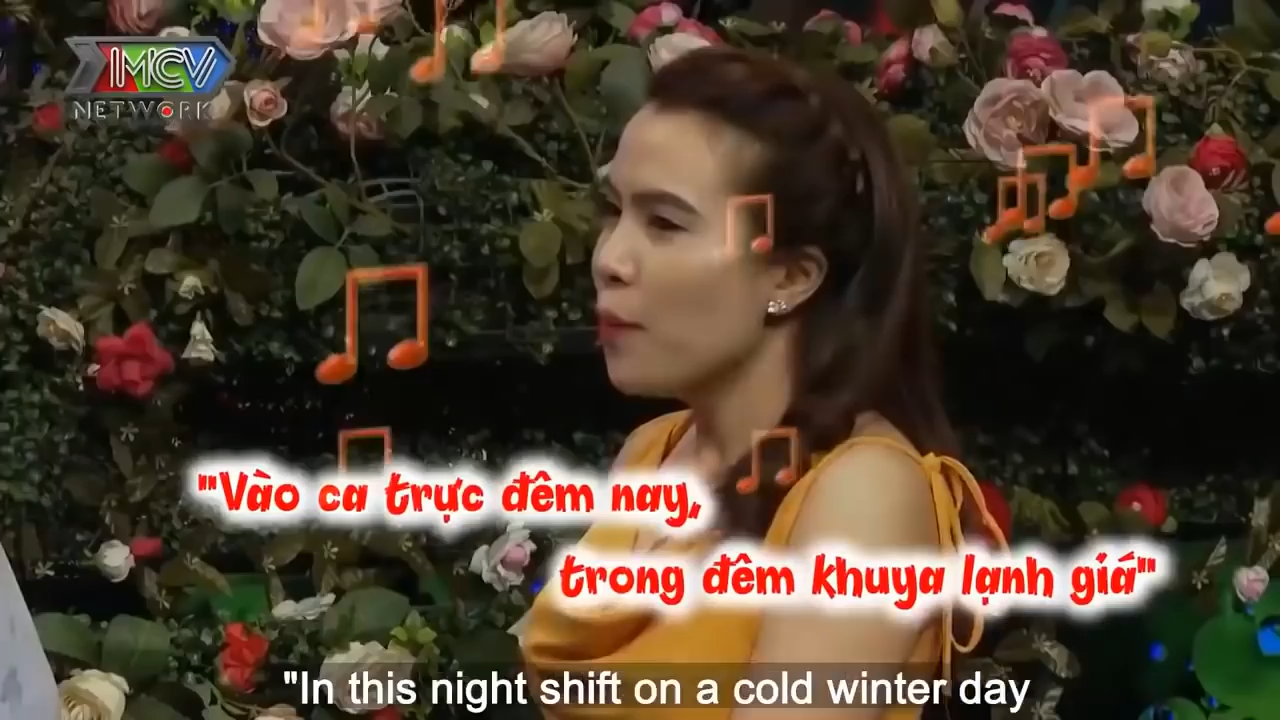 MCV
NETWORK
""Vào ca trực đêm nay,
trong đêm khuya lạnh giá""
"In this night shift on a cold winter day